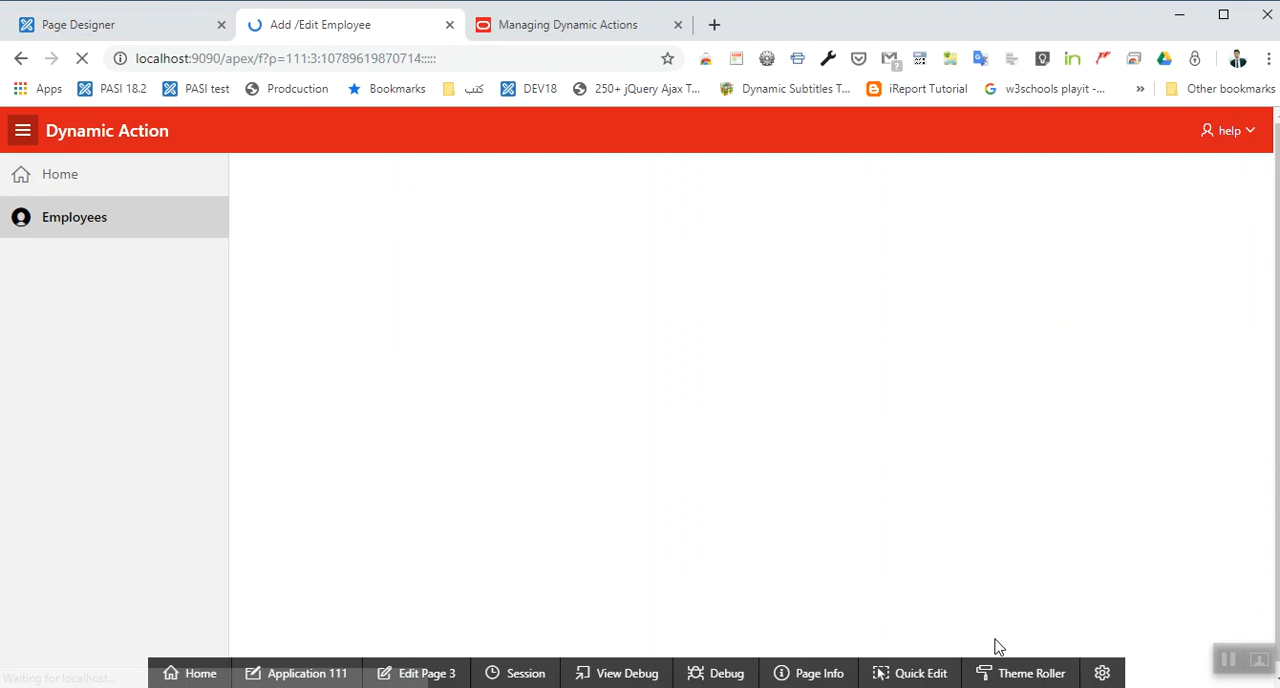 Page Designer
Add /Edit Employee
Managing Dynamic Actions
localhost:9090/apex/f?p=111:3:10789619870714:::::
Apps
PASI 18.2
PASI test
Prodcuction
Bookmarks
كتب
DEV18
250+ jQuery Ajax T...
Dynamic Subtitles T...
iReport Tutorial
w3schools playit -...
»
Other bookmarks
Dynamic Action
help
Home
Employees
Waiting for localhost...
Home
Application 111
Edit Page 3
Session
View Debug
Debug
Page Info
Quick Edit
Theme Roller